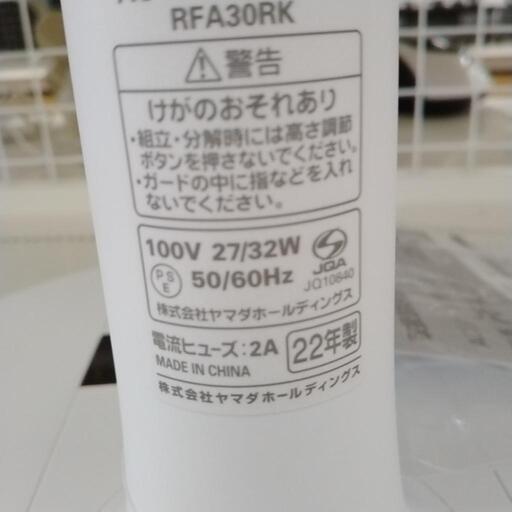 RFA30RK
警告
けがのおそれあり
・組立・分解時には高さ調節
ボタンを押さないでください。
・ガードの中に指などを入れ
ないでください。
100V 27/32W
JQA
PSE 50/60Hz
JQ10840
株式会社ヤマダホールディングス
電流ヒューズ:2A
22年製
MADE IN CHINA
株式会社ヤマダホールディングス